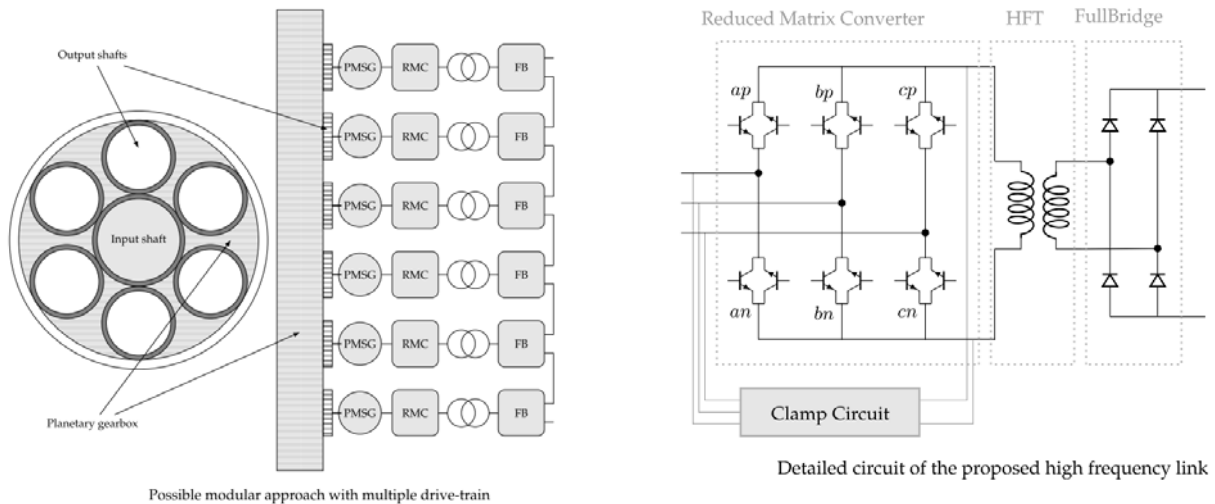 Output shafts
Input shaft
Planetary gearbox
PMSG RMC FB
PMSG RMC FB
PMSG RMC FB
PMSG RMC FB
PMSG RMC FB
PMSG RMC FB
Possible modular approach with multiple drive-train
Reduced Matrix Converter HFT FullBridge
ap bp cp
an bn cn
Clamp Circuit
Detailed circuit of the proposed high frequency link